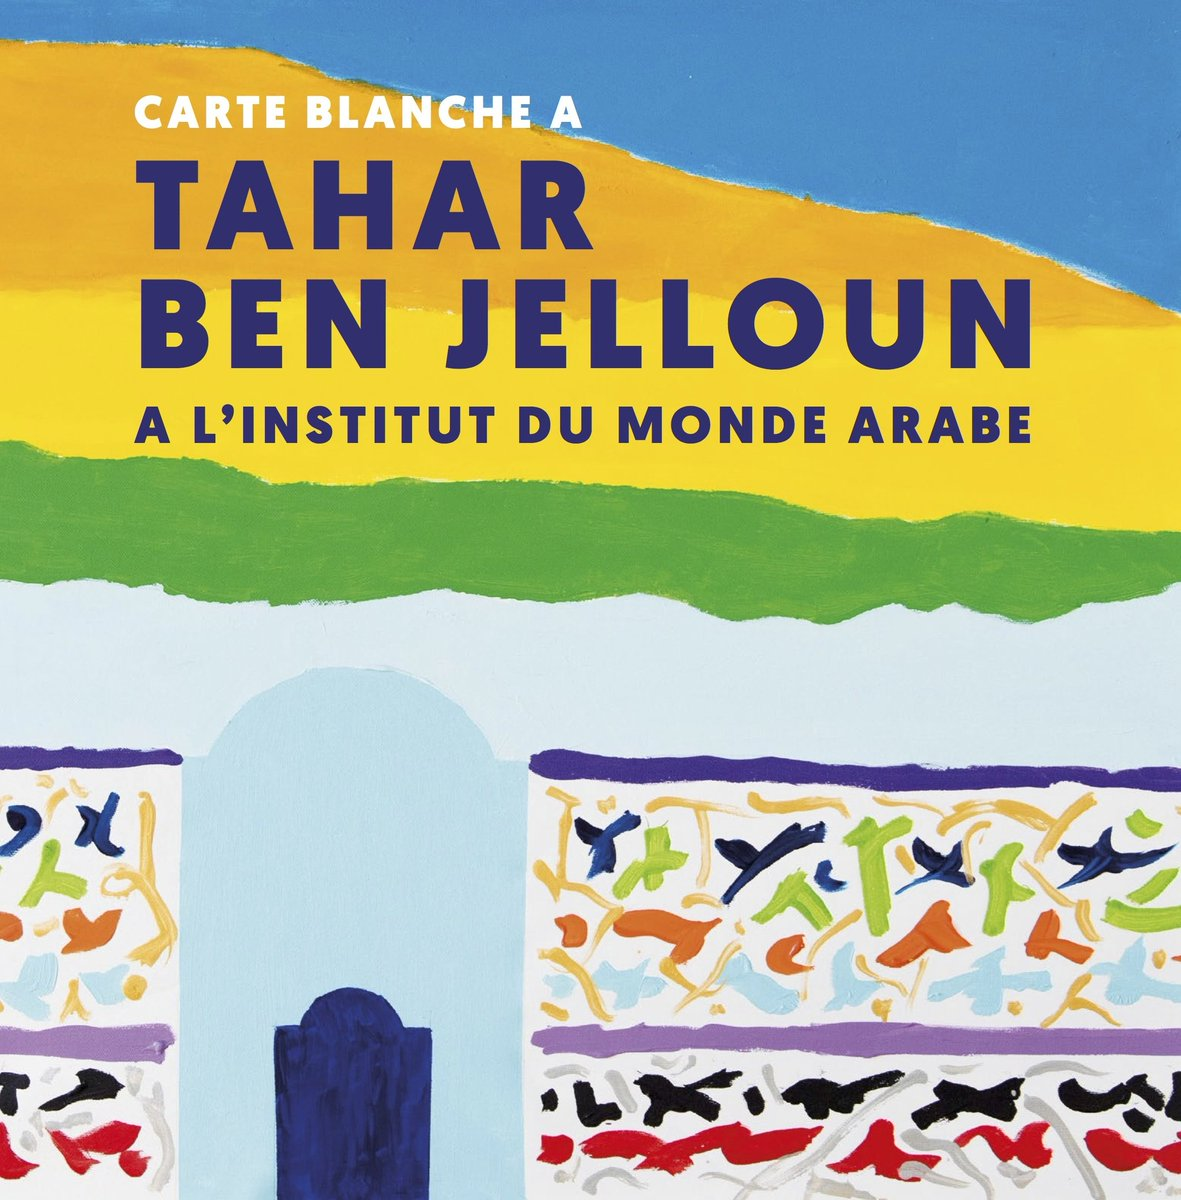 CARTE BLANCHE A
TAHAR
BEN JELLOUN
A L’INSTITUT DU MONDE ARABE